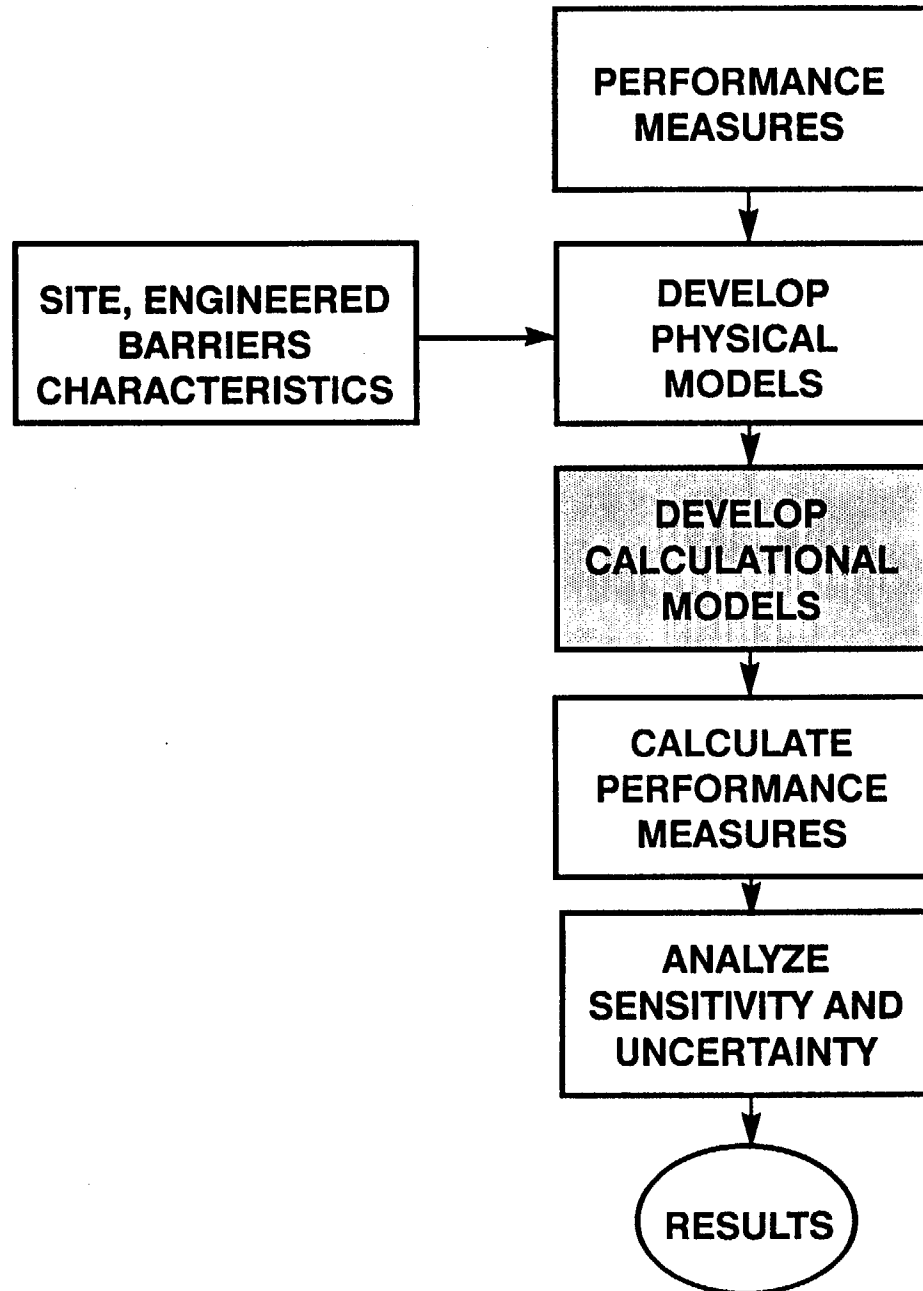 PERFORMANCE
MEASURES
SITE, ENGINEERED
BARRIERS
CHARACTERISTICS
DEVELOP
PHYSICAL
MODELS
DEVELOP
CALCULATIONAL
MODELS
CALCULATE
PERFORMANCE
MEASURES
ANALYZE
SENSITIVITY AND
UNCERTAINTY
RESULTS